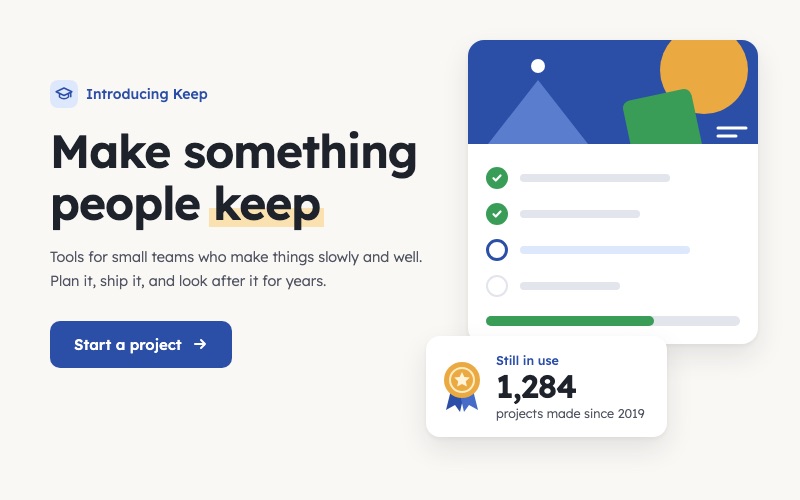 Introducing Keep
Make something
people keep
Tools for small teams who make things slowly and well.
Plan it, ship it, and look after it for years.
Start a project
Still in use
1,284
projects made since 2019